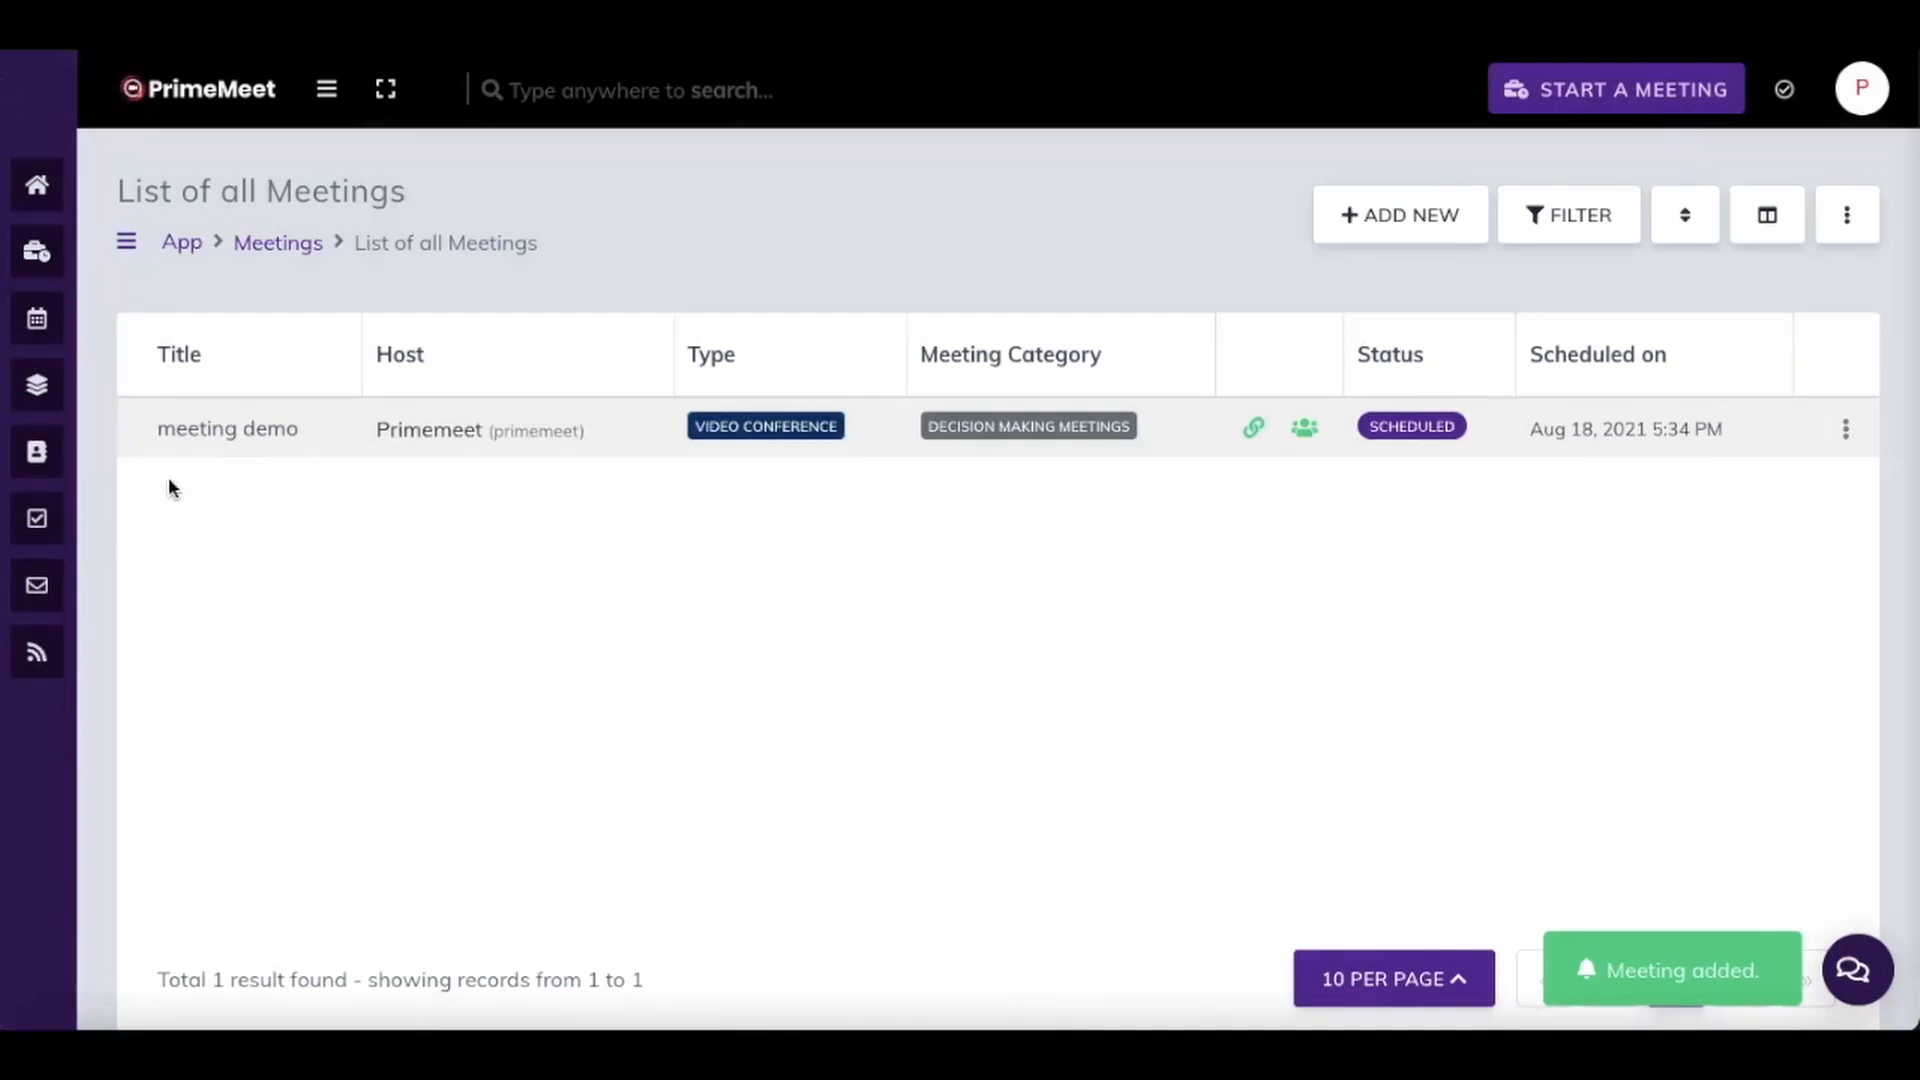 PrimeMeet
Type anywhere to search...
START A MEETING
P
List of all Meetings
App > Meetings > List of all Meetings
+ ADD NEW
FILTER
Title Host Type Meeting Category Status Scheduled on
meeting demo Primemeet (primemeet) VIDEO CONFERENCE DECISION MAKING MEETINGS SCHEDULED Aug 18, 2021 5:34 PM
Total 1 result found - showing records from 1 to 1
10 PER PAGE
Meeting added.